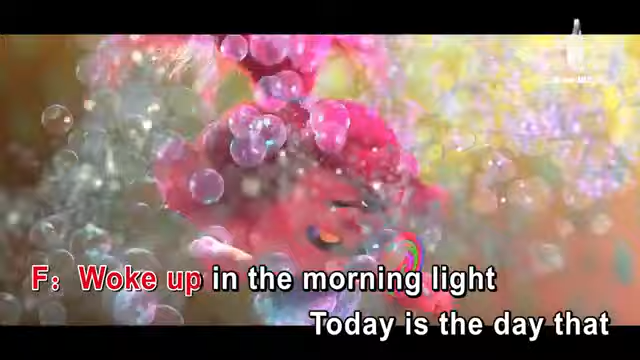 F：Woke up in the morning light
Today is the day that